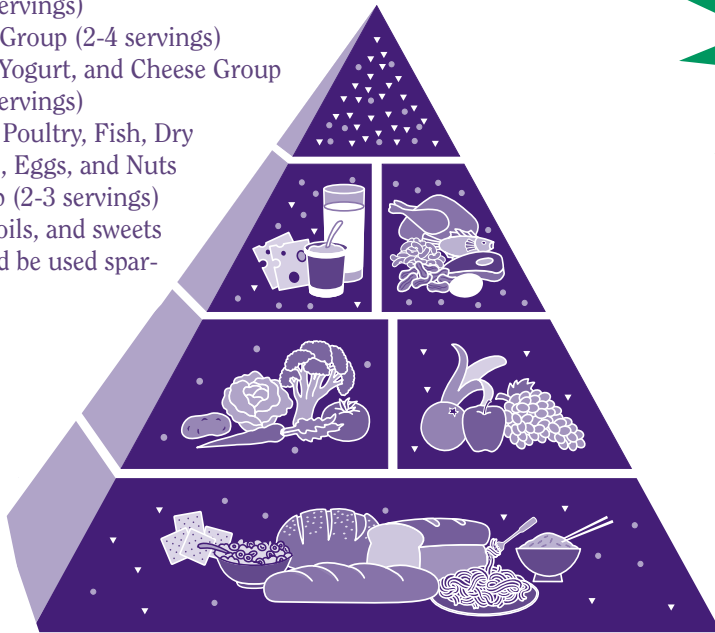 ervings)
Group (2-4 servings)
Yogurt, and Cheese Group
ervings)
Poultry, Fish, Dry
, Eggs, and Nuts
p (2-3 servings)
oils, and sweets
d be used spar-